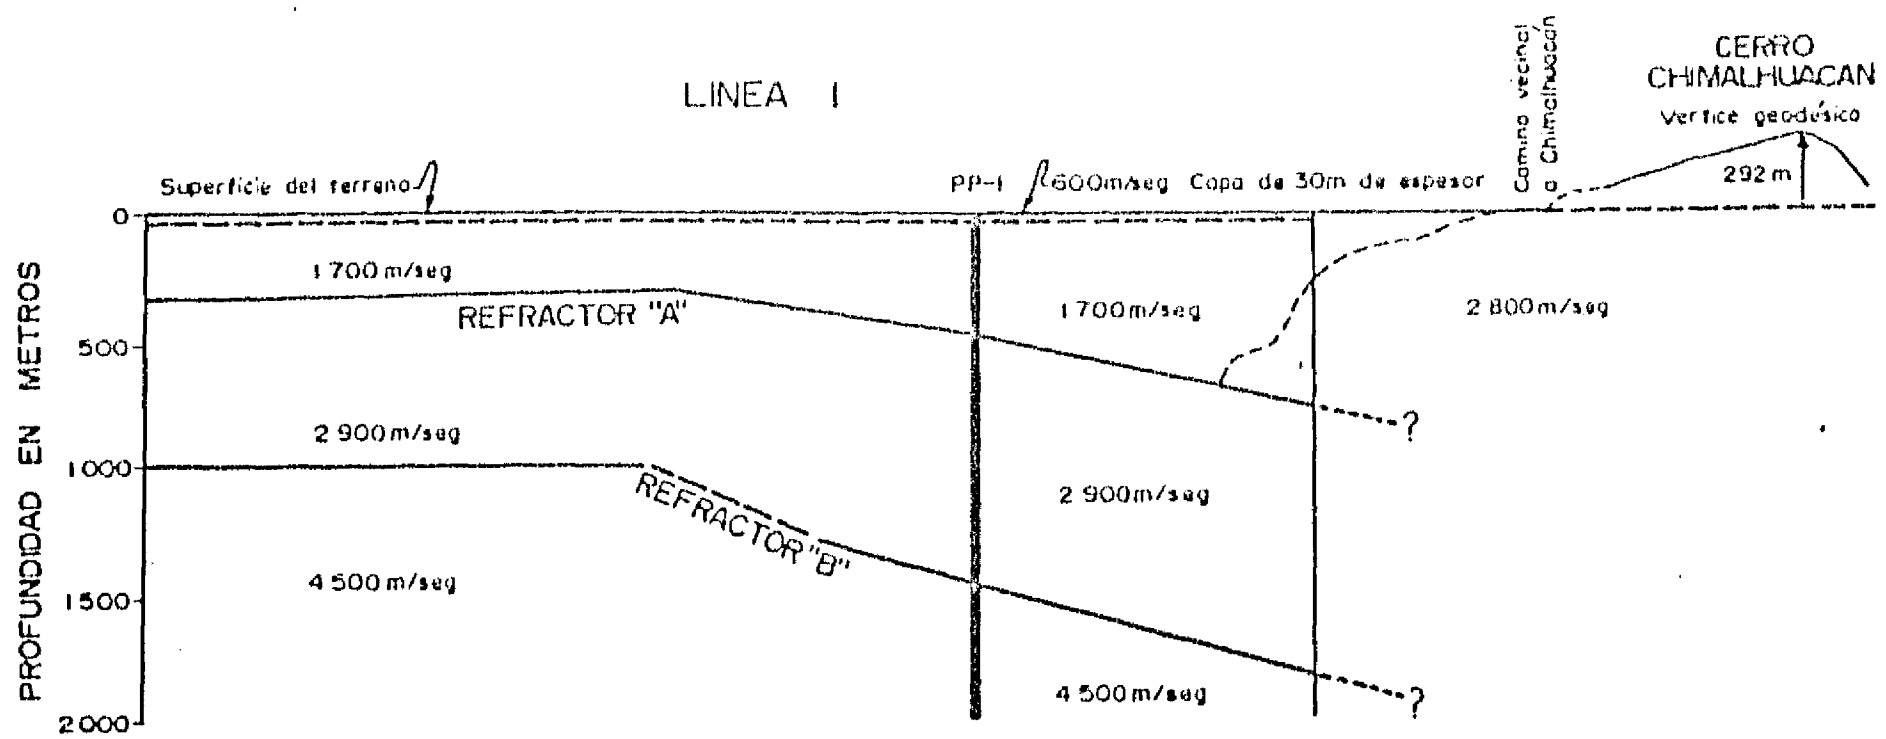 LINEA 1
Camino vecinal
a Chimalhuacán
CERRO
CHIMALHUACAN
Vertice geodésico
292 m
Superficie del terreno
PP-1
600m/seg Capa de 30m de espesor
0
1 700 m/seg
REFRACTOR "A"
1 700 m/seg
2 800 m/seg
500
?
2 900 m/seg
1 000
REFRACTOR "B"
2 900 m/seg
4 500 m/seg
1 500
4 500 m/seg
?
2 000
PROFUNDIDAD EN METROS